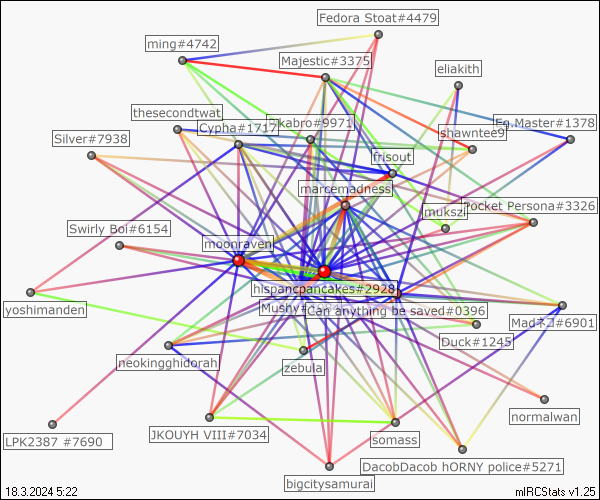 Fedora Stoat#4479
ming#4742
Majestic#3375
eliakith
thesecondtwat
Cypha#1717
kabro#9971
Eg.Master#1378
Silver#7938
shawntee9
frisout
marcemadness
Pocket Persona#3326
mukszi
Swirly Boi#6154
moonraven
hispancpancakes#2928
Can anything be saved#0396
yoshimanden
Mad
#6901
Duck#1245
neokingghidorah
zebula
normalwan
LPK2387 #7690
JKOUYH VIII#7034
somass
DacobDacob hORNY police#5271
bigcitysamurai
18.3.2024 5:22
mIRCStats v1.25